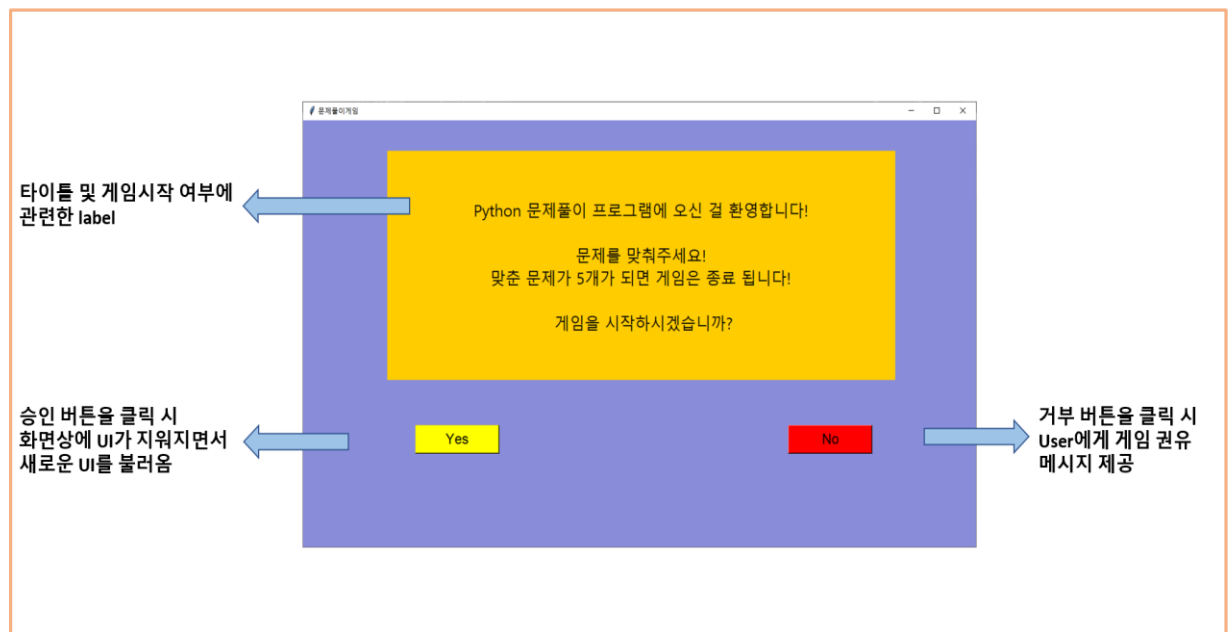 문제풀이게임
타이틀 및 게임시작 여부에
관련한 label
Python 문제풀이 프로그램에 오신 걸 환영합니다!
문제를 맞춰주세요!
맞춘 문제가 5개가 되면 게임은 종료 됩니다!
게임을 시작하시겠습니까?
승인 버튼을 클릭 시
화면상에 UI가 지워지면서
새로운 UI를 불러옴
Yes
No
거부 버튼을 클릭 시
User에게 게임 권유
메시지 제공